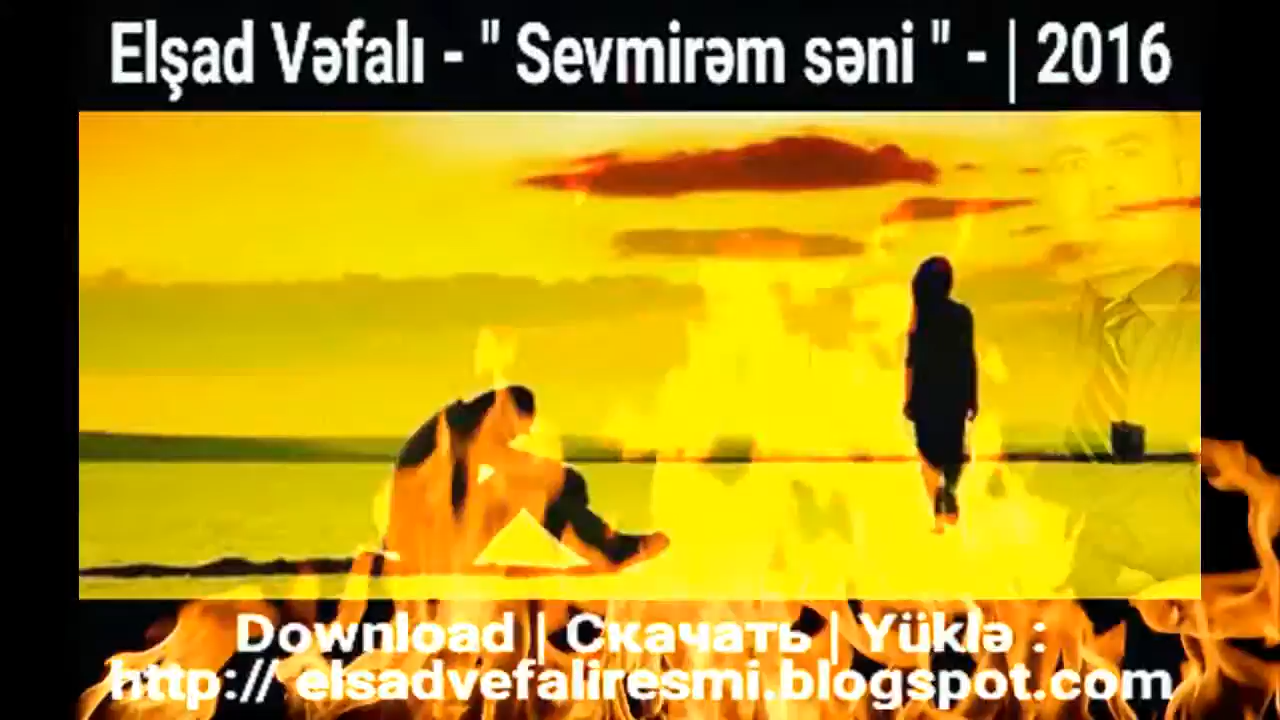 Elşad Vəfalı - " Sevmirəm səni " - | 2016
Download | Скачать | Yüklə :
http:// elsadvefaliresmi.blogspot.com